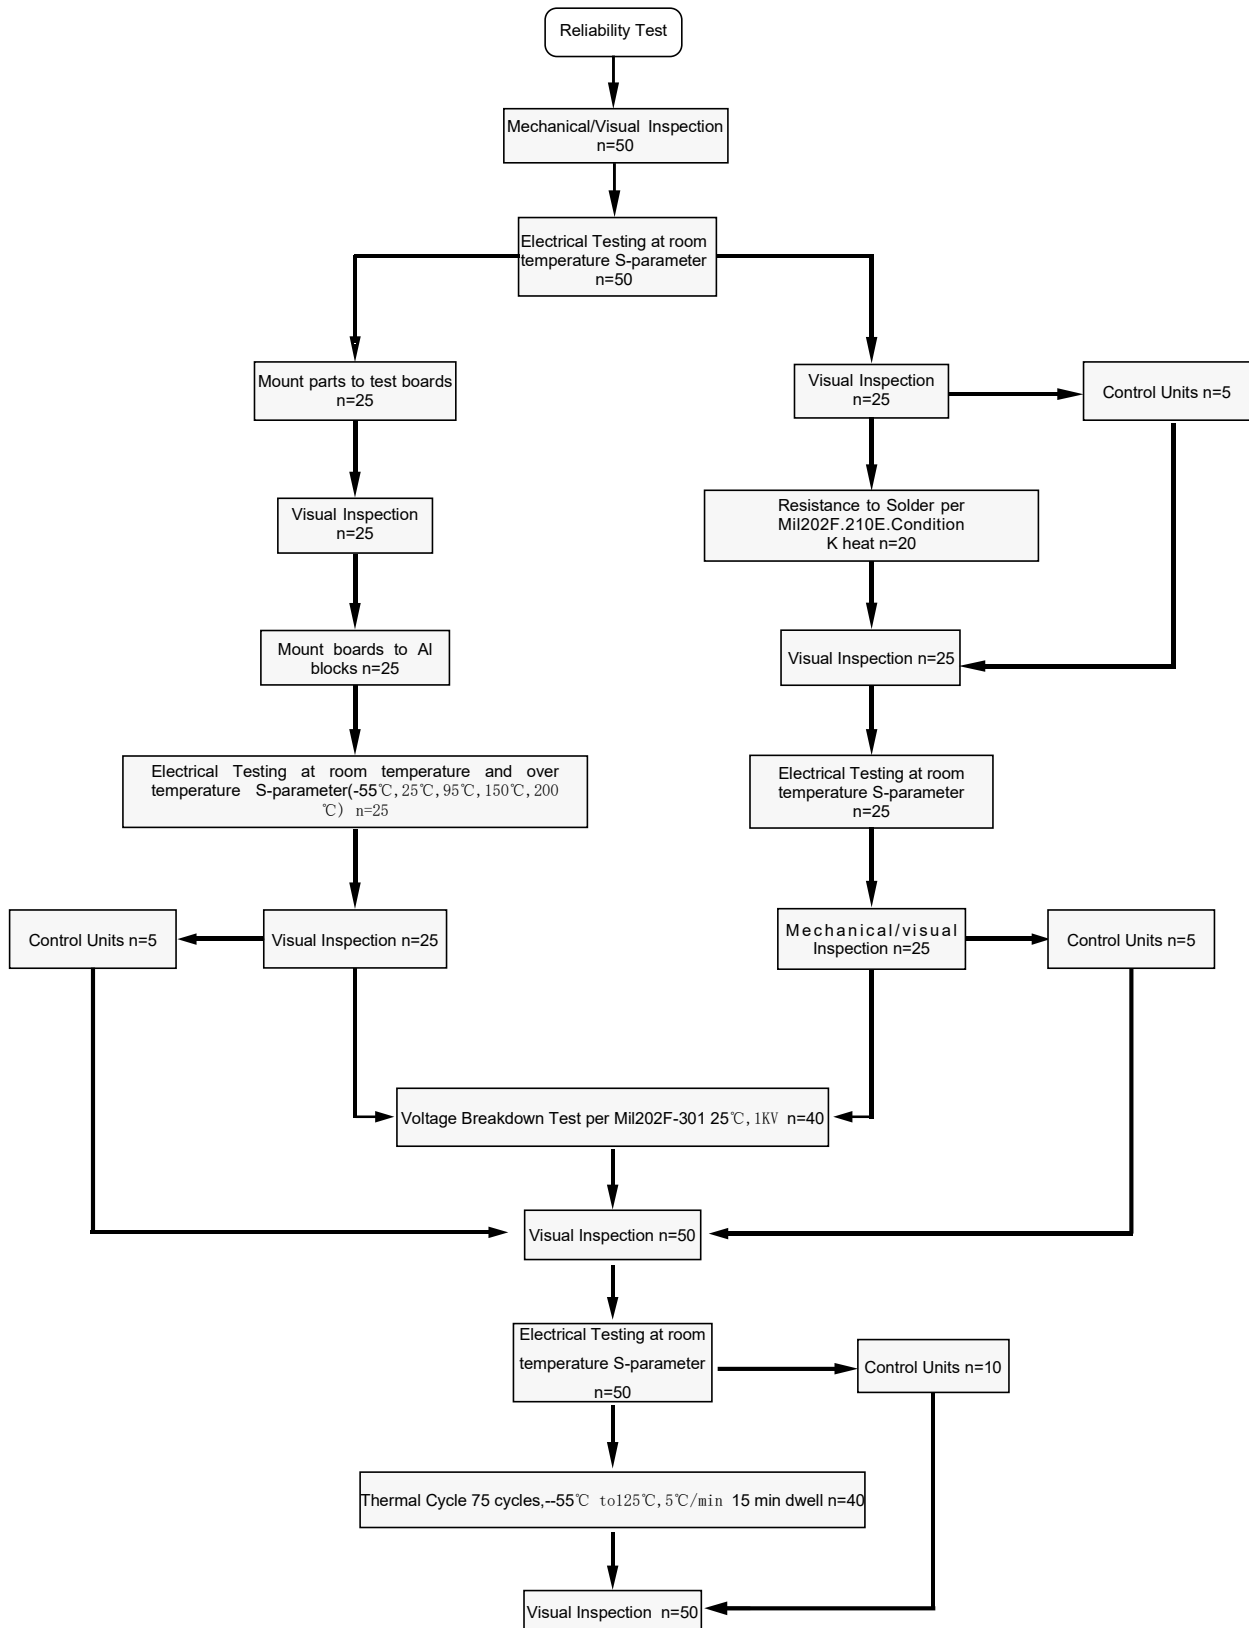 Reliability Test
Mechanical/Visual Inspection
n=50
Electrical Testing at room
temperature S-parameter
n=50
Mount parts to test boards
n=25
Visual Inspection
n=25
Control Units n=5
Visual Inspection
n=25
Resistance to Solder per
Mil202F.210E.Condition
K heat n=20
Mount boards to Al
blocks n=25
Visual Inspection n=25
Electrical Testing at room temperature and over
temperature S-parameter(-55℃,25℃,95℃,150℃,200
℃) n=25
Electrical Testing at room
temperature S-parameter
n=25
Control Units n=5
Visual Inspection n=25
Mechanical/visual
Inspection n=25
Control Units n=5
Voltage Breakdown Test per Mil202F-301 25℃,1KV n=40
Visual Inspection n=50
Electrical Testing at room
temperature S-parameter
n=50
Control Units n=10
Thermal Cycle 75 cycles,--55℃ to125℃,5℃/min 15 min dwell n=40
Visual Inspection n=50